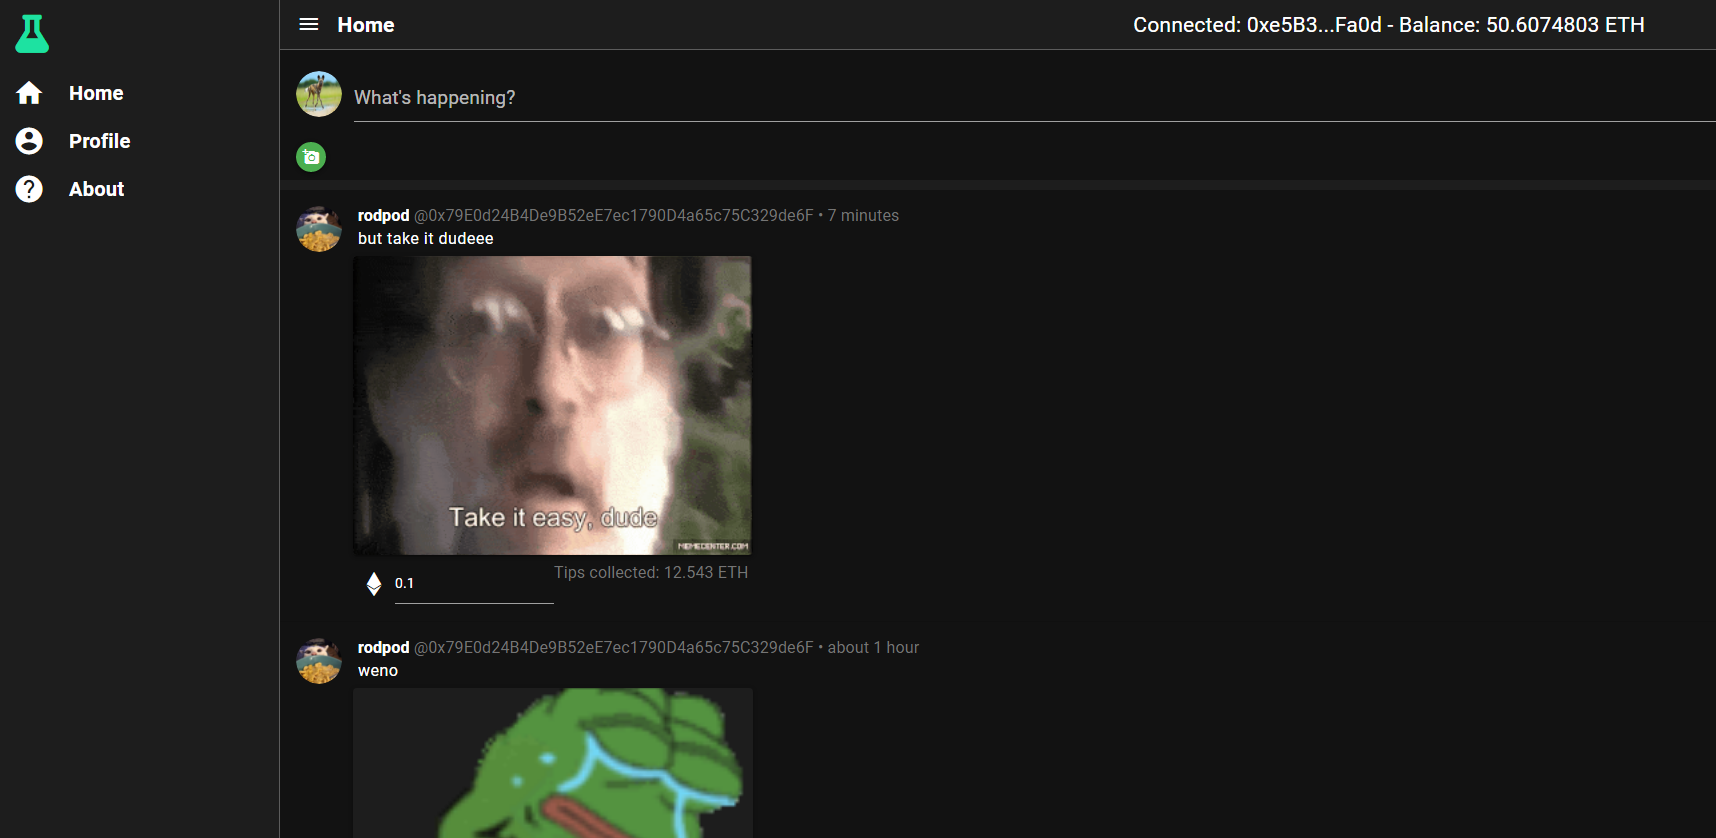 Home
Profile
About
Home
Connected: 0xe5B3...Fa0d - Balance: 50.6074803 ETH
What's happening?
rodpod @0x79E0d24B4De9B52eE7ec1790D4a65c75C329de6F • 7 minutes
but take it dudeee
Take it easy, dude
MEMECENTER.COM
0.1
Tips collected: 12.543 ETH
rodpod @0x79E0d24B4De9B52eE7ec1790D4a65c75C329de6F • about 1 hour
weno